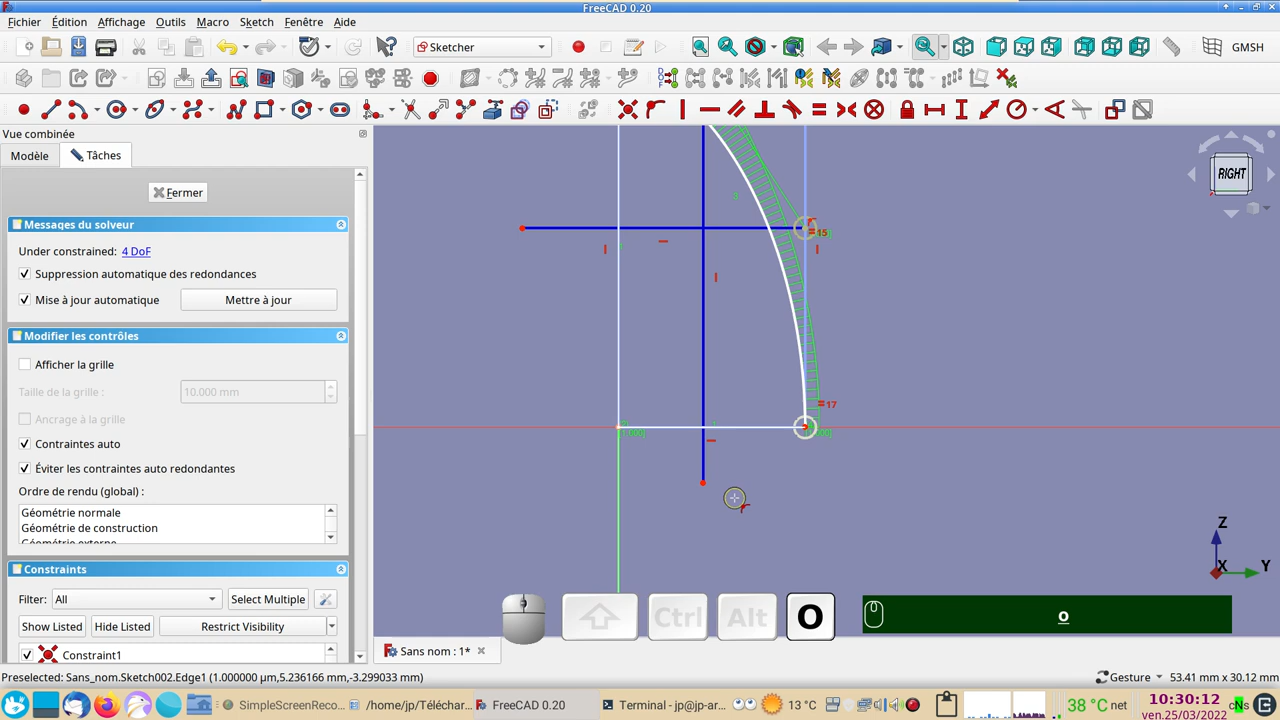 FreeCAD 0.20
Fichier Édition Affichage Outils Macro Sketch Fenêtre Aide
Sketcher
GMSH
Vue combinée
Modèle Tâches
Fermer
Messages du solveur
Under constrained: 4 DoF
Suppression automatique des redondances
Mise à jour automatique Mettre à jour
Modifier les contrôles
Afficher la grille
Taille de la grille : 10.000 mm
Ancrage à la grille
Contraintes auto
Éviter les contraintes auto redondantes
Ordre de rendu (global) :
Géométrie normale
Géométrie de construction
Géométrie externe
Constraints
Filter: All Select Multiple
Show Listed Hide Listed Restrict Visibility
Constraint1
RIGHT
15
17
Z
X Y
Ctrl Alt O
o
Sans nom : 1*
Preselected: Sans_nom.Sketch002.Edge1 (1.000000 µm,5.236166 mm,-3.299033 mm) Gesture 53.41 mm x 30.12 mm
SimpleScreenReco... /home/jp/Téléchar... FreeCAD 0.20 Terminal - jp@jp-ar... 13 °C 38 °C net 10:30:12
ven.25/03/2022